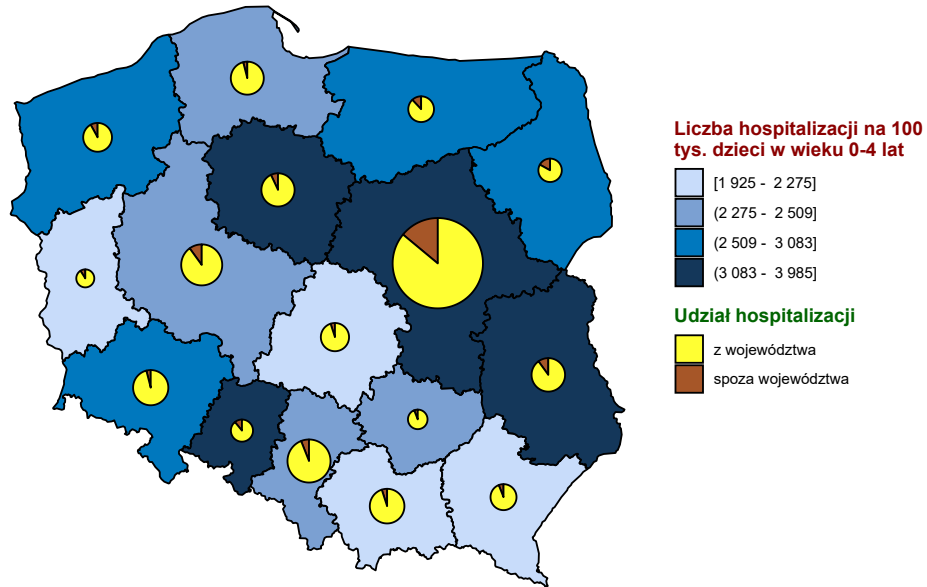 Liczba hospitalizacji na 100
tys. dzieci w wieku 0-4 lat
[1 925 - 2 275]
(2 275 - 2 509]
(2 509 - 3 083]
(3 083 - 3 985]
Udział hospitalizacji
z województwa
spoza województwa